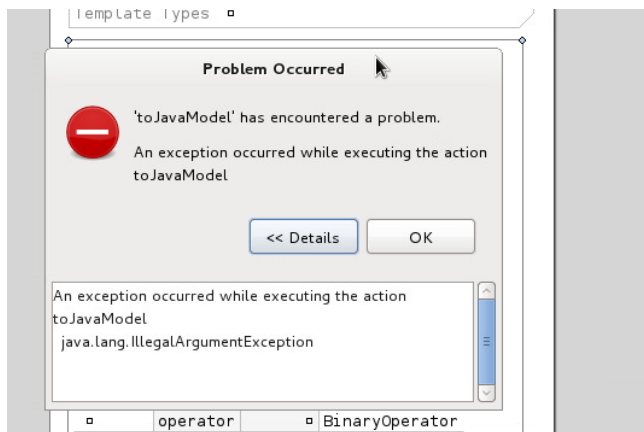 Template Types
Problem Occurred
'toJavaModel' has encountered a problem.
An exception occurred while executing the action
toJavaModel
<< Details
OK
An exception occurred while executing the action
toJavaModel
java.lang.IllegalArgumentException
operator
BinaryOperator